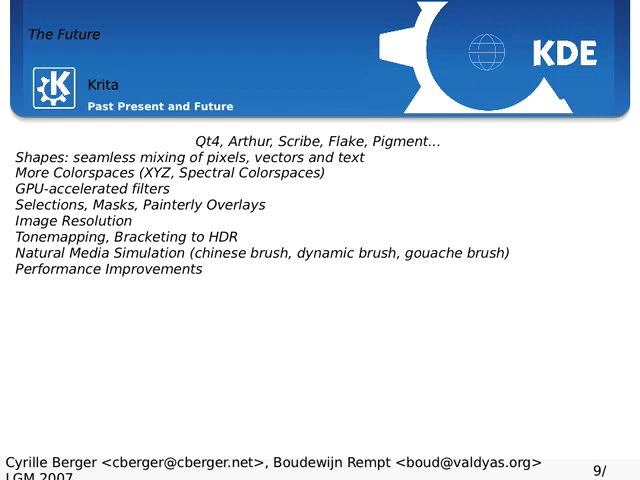 The Future
KDE
Krita
Past Present and Future
Qt4, Arthur, Scribe, Flake, Pigment...
Shapes: seamless mixing of pixels, vectors and text
More Colorspaces (XYZ, Spectral Colorspaces)
GPU-accelerated filters
Selections, Masks, Painterly Overlays
Image Resolution
Tonemapping, Bracketing to HDR
Natural Media Simulation (chinese brush, dynamic brush, gouache brush)
Performance Improvements
Cyrille Berger <cberger@cberger.net>, Boudewijn Rempt <boud@valdyas.org>
LGM 2007
9/